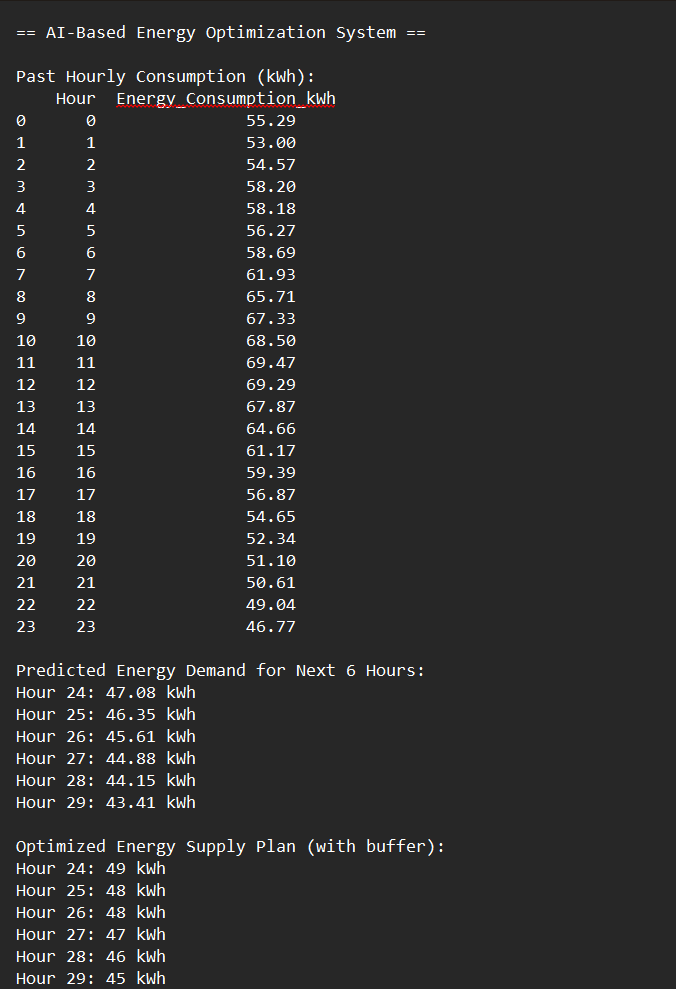 == AI-Based Energy Optimization System ==
Past Hourly Consumption (kWh):
Hour Energy_Consumption_kWh
0 0 55.29
1 1 53.00
2 2 54.57
3 3 58.20
4 4 58.18
5 5 56.27
6 6 58.69
7 7 61.93
8 8 65.71
9 9 67.33
10 10 68.50
11 11 69.47
12 12 69.29
13 13 67.87
14 14 64.66
15 15 61.17
16 16 59.39
17 17 56.87
18 18 54.65
19 19 52.34
20 20 51.10
21 21 50.61
22 22 49.04
23 23 46.77
Predicted Energy Demand for Next 6 Hours:
Hour 24: 47.08 kWh
Hour 25: 46.35 kWh
Hour 26: 45.61 kWh
Hour 27: 44.88 kWh
Hour 28: 44.15 kWh
Hour 29: 43.41 kWh
Optimized Energy Supply Plan (with buffer):
Hour 24: 49 kWh
Hour 25: 48 kWh
Hour 26: 48 kWh
Hour 27: 47 kWh
Hour 28: 46 kWh
Hour 29: 45 kWh